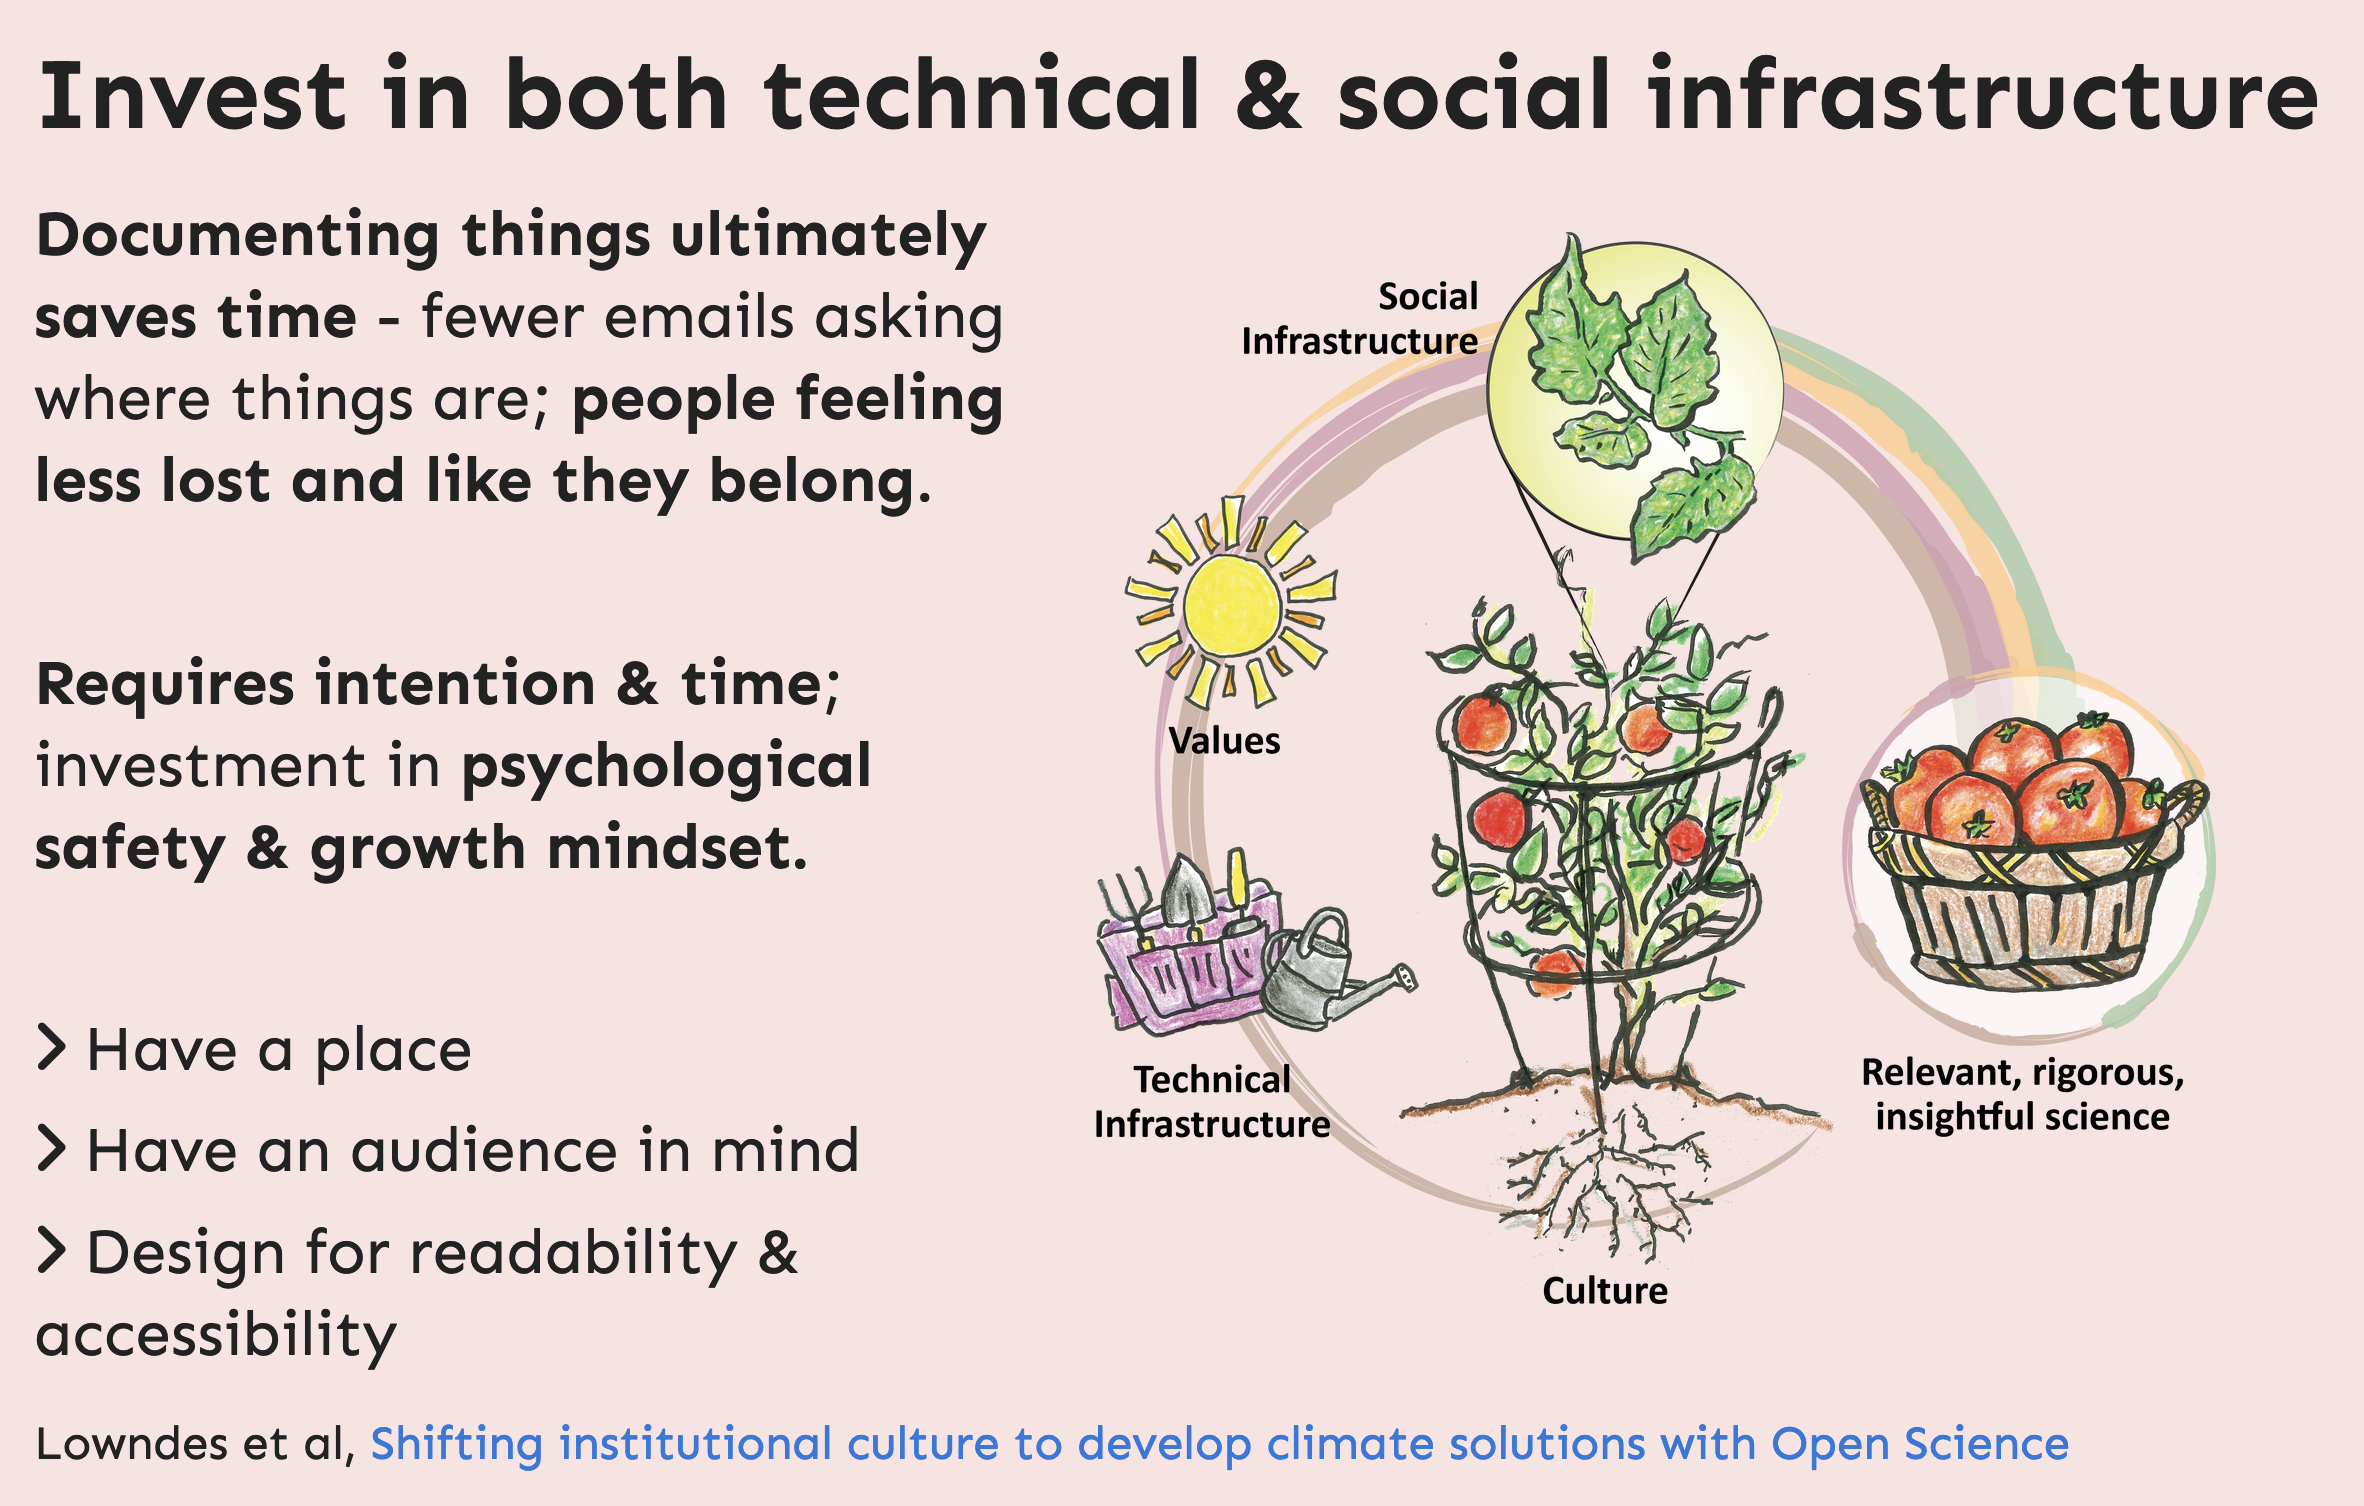 Invest in both technical & social infrastructure
Documenting things ultimately
saves time - fewer emails asking
where things are; people feeling
less lost and like they belong.
Requires intention & time;
investment in psychological
safety & growth mindset.
Have a place
Have an audience in mind
Design for readability &
accessibility
Social
Infrastructure
Values
Technical
Infrastructure
Relevant, rigorous,
insightful science
Culture
Lowndes et al, Shifting institutional culture to develop climate solutions with Open Science